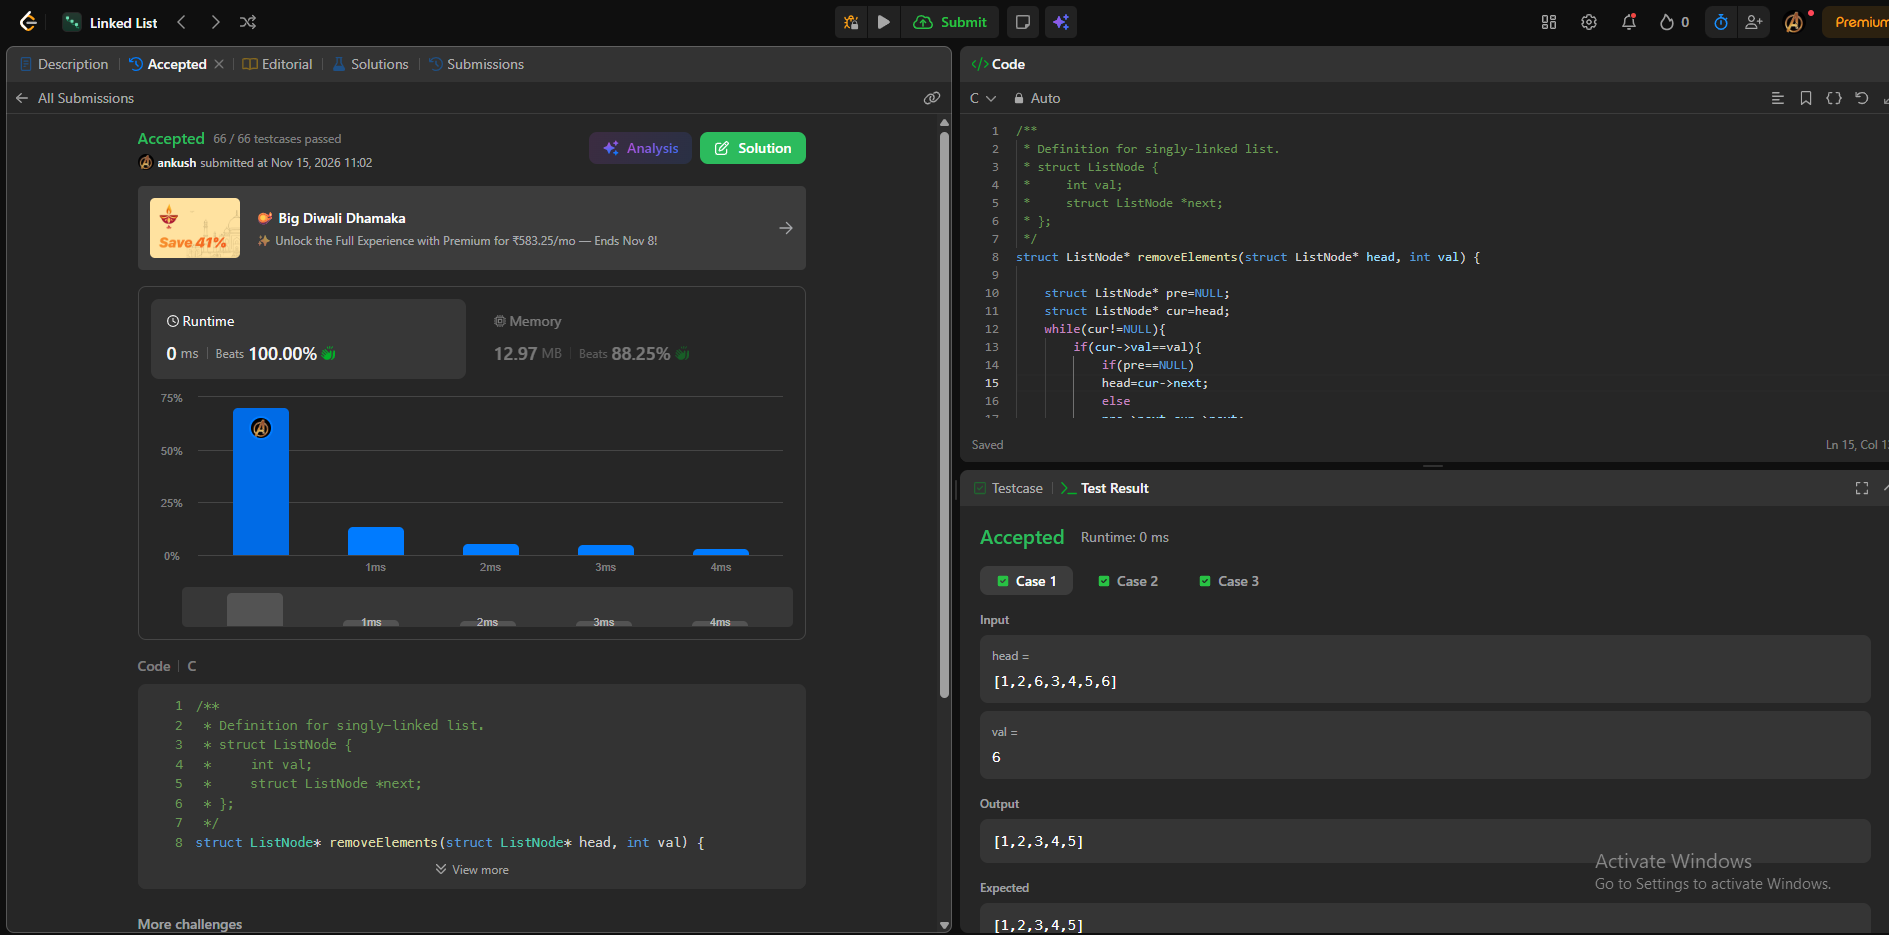 Linked List
Submit
0
Premium
Description
Accepted
Editorial
Solutions
Submissions
All Submissions
Accepted 66 / 66 testcases passed
ankush submitted at Nov 15, 2026 11:02
Analysis
Solution
Save 41%
Big Diwali Dhamaka
Unlock the Full Experience with Premium for ₹583.25/mo — Ends Nov 8!
Runtime
0 ms Beats 100.00%
Memory
12.97 MB Beats 88.25%
75%
50%
25%
0%
1ms 2ms 3ms 4ms
1ms 2ms 3ms 4ms
Code C
1 /**
2 * Definition for singly-linked list.
3 * struct ListNode {
4 *     int val;
5 *     struct ListNode *next;
6 * };
7 */
8 struct ListNode* removeElements(struct ListNode* head, int val) {
View more
More challenges
</> Code
C Auto
1 /**
2 * Definition for singly-linked list.
3 * struct ListNode {
4 *     int val;
5 *     struct ListNode *next;
6 * };
7 */
8 struct ListNode* removeElements(struct ListNode* head, int val) {
9
10     struct ListNode* pre=NULL;
11     struct ListNode* cur=head;
12     while(cur!=NULL){
13         if(cur->val==val){
14             if(pre==NULL)
15             head=cur->next;
16             else
Saved
Ln 15, Col 1
Testcase
Test Result
Accepted Runtime: 0 ms
Case 1
Case 2
Case 3
Input
head =
[1,2,6,3,4,5,6]
val =
6
Output
[1,2,3,4,5]
Expected
[1,2,3,4,5]
Activate Windows
Go to Settings to activate Windows.